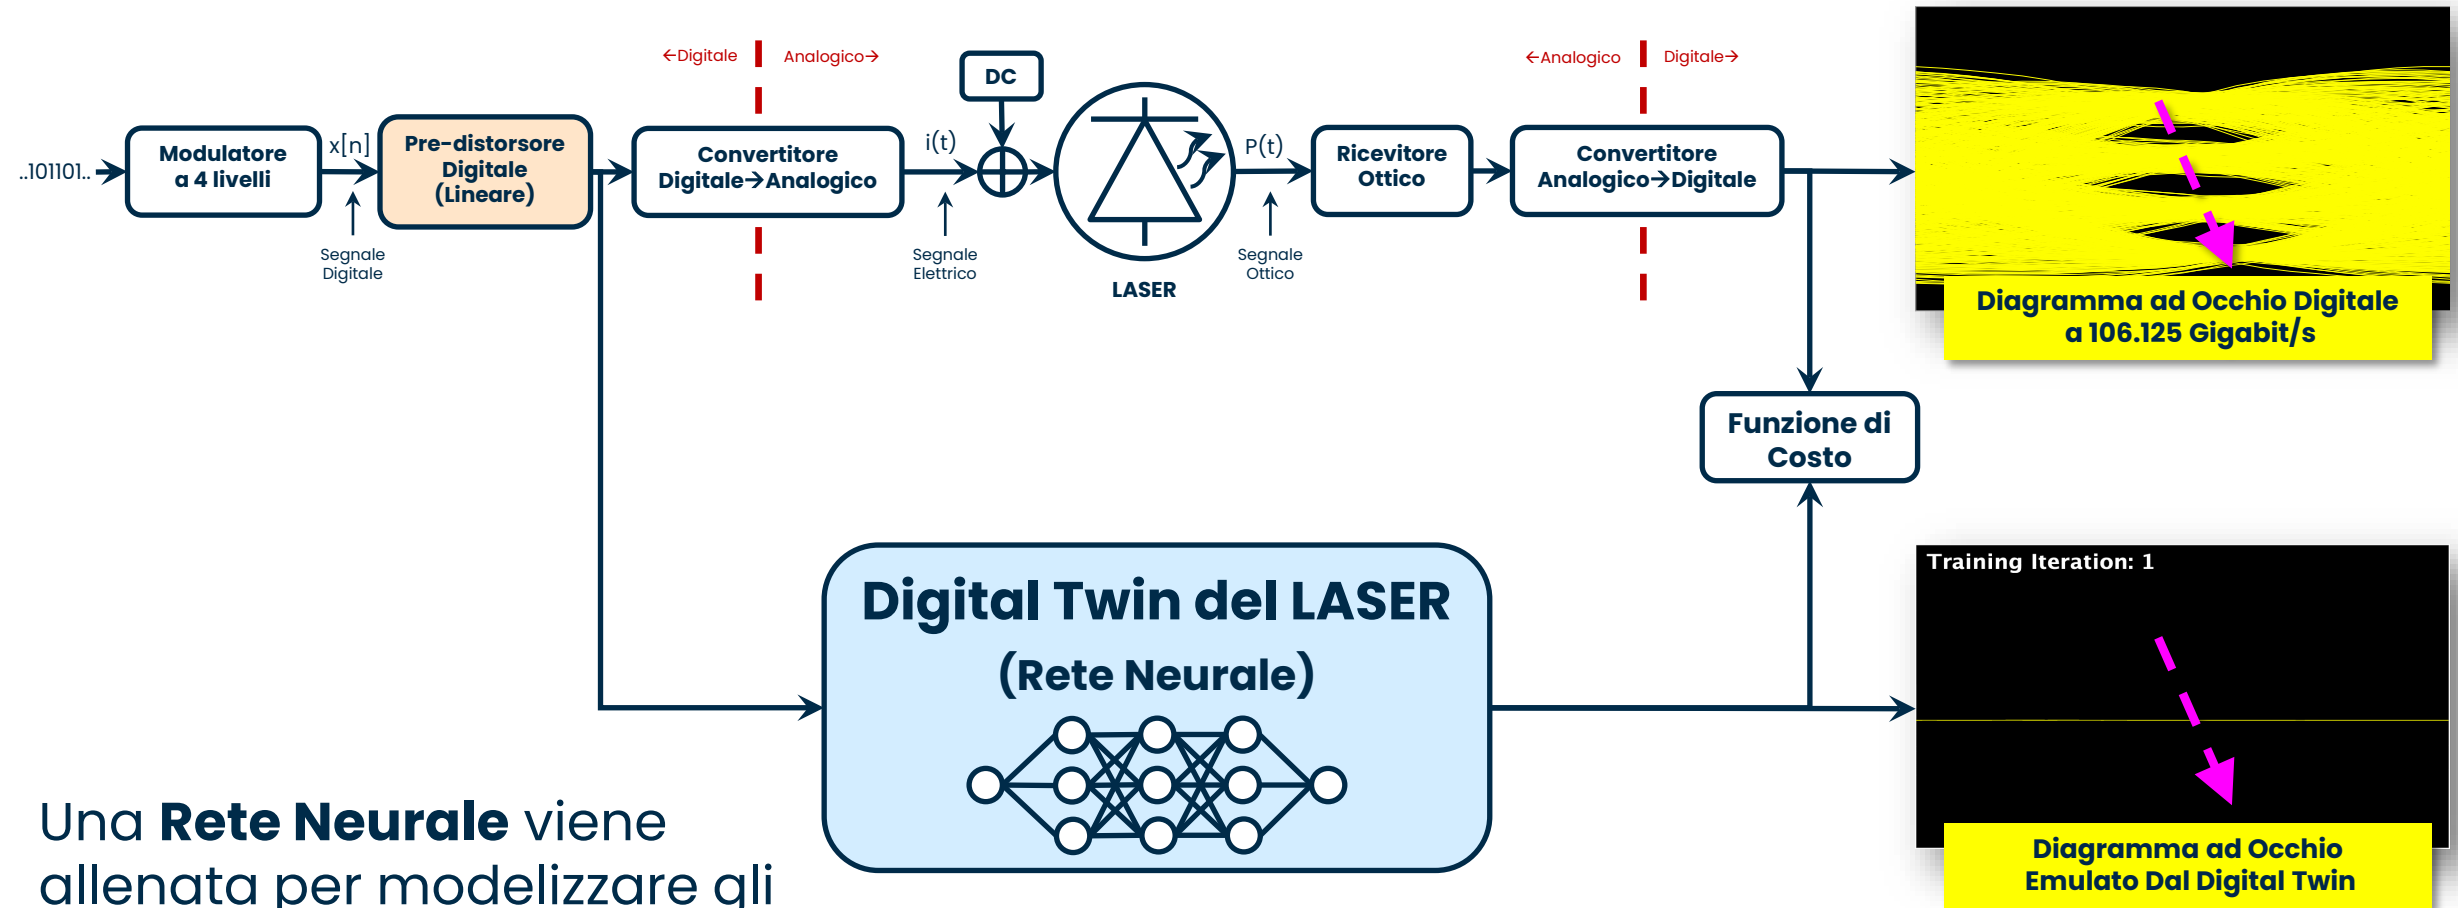 ←Digitale
Analogico→
DC
←Analogico
Digitale→
..101101..
Modulatore
a 4 livelli
x[n]
Pre-distorsore
Digitale
(Lineare)
Convertitore
Digitale→Analogico
i(t)
P(t)
Ricevitore
Ottico
Convertitore
Analogico→Digitale
Segnale
Digitale
Segnale
Elettrico
LASER
Segnale
Ottico
Diagramma ad Occhio Digitale
a 106.125 Gigabit/s
Funzione di
Costo
Training Iteration: 1
Digital Twin del LASER
(Rete Neurale)
Diagramma ad Occhio
Emulato Dal Digital Twin
Una Rete Neurale viene
allenata per modelizzare gli